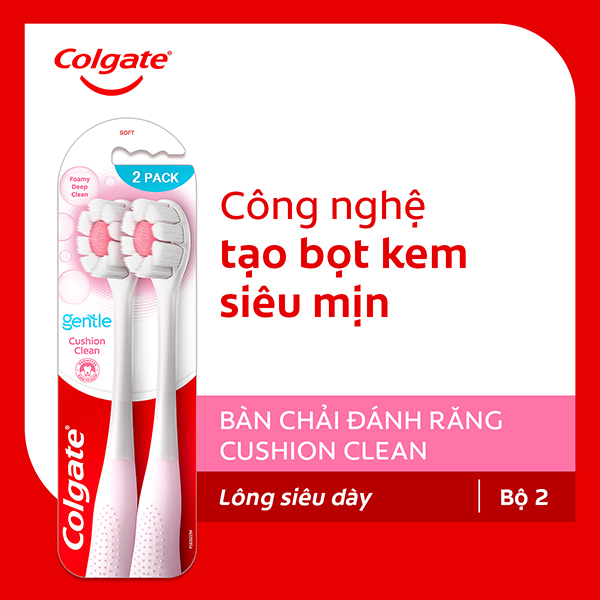 Colgate®
SOFT
2 PACK
Foamy
Deep
Clean
gentle
Cushion
Clean
Colgate®
Công nghệ
tạo bọt kem
siêu mịn
BÀN CHẢI ĐÁNH RĂNG
CUSHION CLEAN
Lông siêu dày | Bộ 2